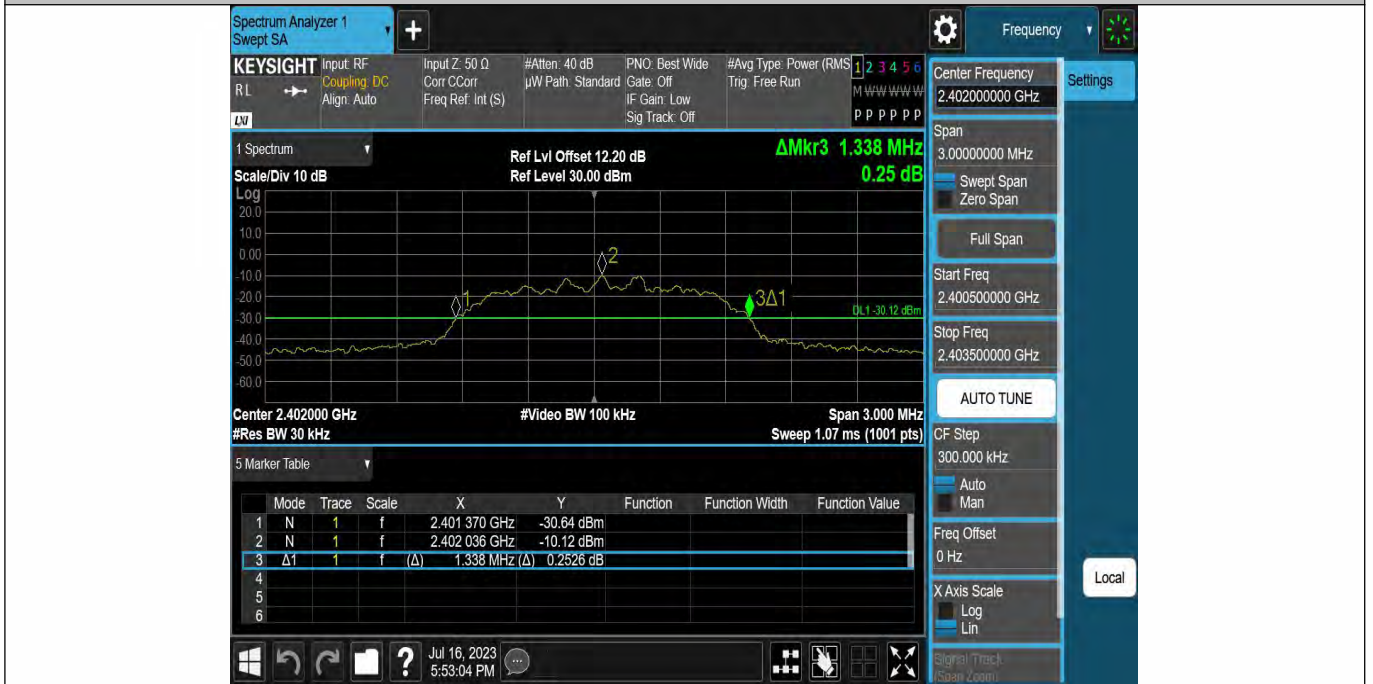 Spectrum Analyzer 1
Swept SA
+
Frequency
KEYSIGHT
RL
LXI
Input: RF
Coupling: DC
Align: Auto
Input Z: 50 Ω
Corr CCorr
Freq Ref: Int (S)
#Atten: 40 dB
µW Path: Standard
PNO: Best Wide
Gate: Off
IF Gain: Low
Sig Track: Off
#Avg Type: Power (RMS
Trig: Free Run
1 2 3 4 5 6
M W W W W W
P P P P P P
1 Spectrum
Scale/Div 10 dB
Ref Lvl Offset 12.20 dB
Ref Level 30.00 dBm
ΔMkr3 1.338 MHz
0.25 dB
Log
20.0
10.0
0.00
-10.0
-20.0
-30.0
-40.0
-50.0
-60.0
1
2
3Δ1
DL1 -30.12 dBm
Center 2.402000 GHz
#Video BW 100 kHz
Span 3.000 MHz
#Res BW 30 kHz
Sweep 1.07 ms (1001 pts)
5 Marker Table
Mode Trace Scale X Y Function Function Width Function Value
1 N 1 f 2.401 370 GHz -30.64 dBm
2 N 1 f 2.402 036 GHz -10.12 dBm
3 Δ1 1 f (Δ) 1.338 MHz (Δ) 0.2526 dB
4
5
6
Jul 16, 2023
5:53:04 PM
?
Center Frequency
2.402000000 GHz
Settings
Span
3.00000000 MHz
Swept Span
Zero Span
Full Span
Start Freq
2.400500000 GHz
Stop Freq
2.403500000 GHz
AUTO TUNE
CF Step
300.000 kHz
Auto
Man
Freq Offset
0 Hz
X Axis Scale
Log
Lin
Signal Track
(Span Zoom)
Local